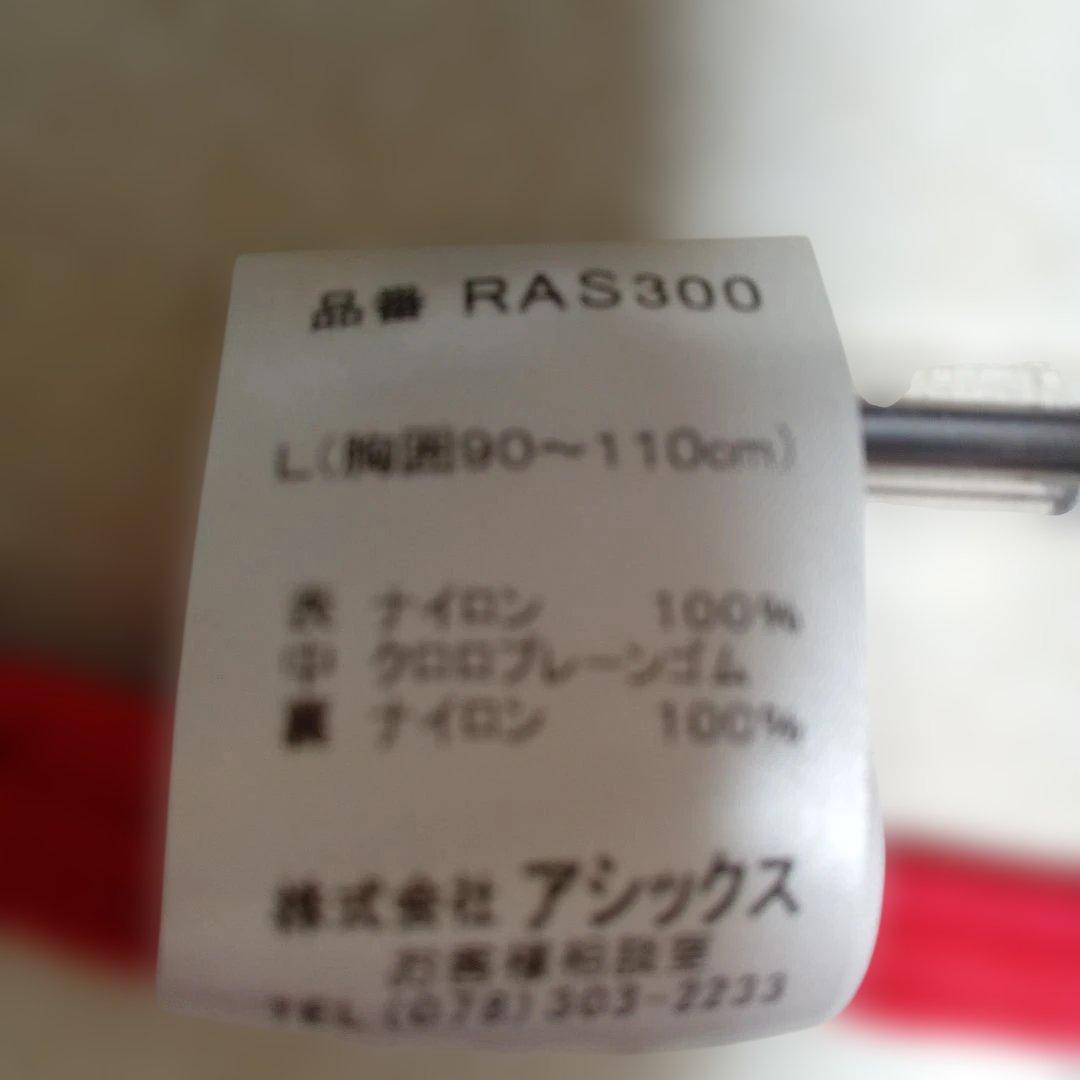 品番 RAS300
L(胸囲90～110cm)
表 ナイロン 100%
中 クロロプレーンゴム
裏 ナイロン 100%
株式会社 アシックス
お客様相談室
TEL (078) 303-2233